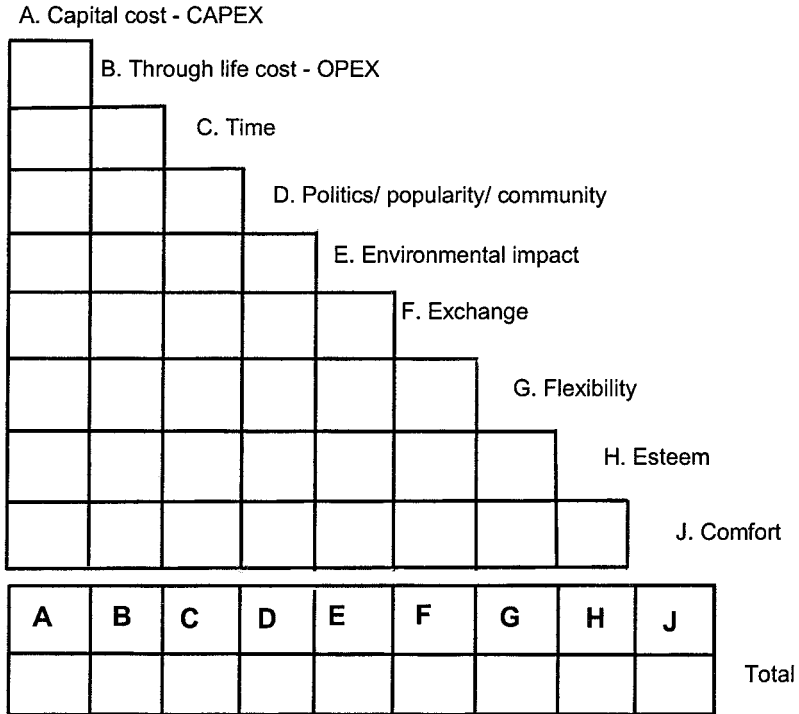 A. Capital cost - CAPEX
B. Through life cost - OPEX
C. Time
D. Politics/ popularity/ community
E. Environmental impact
F. Exchange
G. Flexibility
H. Esteem
J. Comfort
A B C D E F G H J
Total